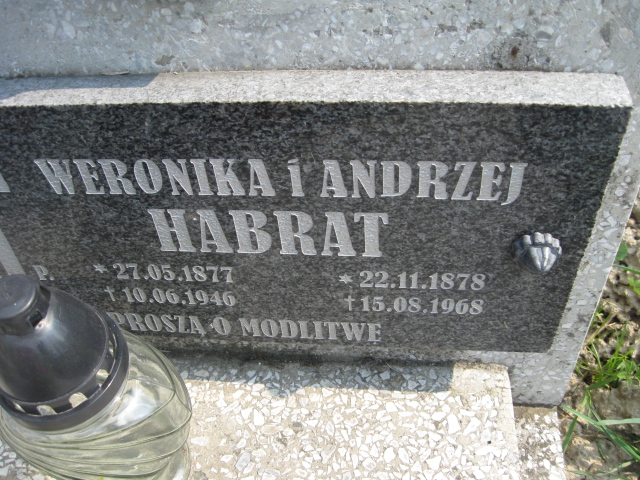 WERONIKA i ANDRZEJ
HABRAT
P. * 27.05.1877 * 22.11.1878
† 10.06.1946 † 15.08.1968
PROSZĄ O MODLITWĘ